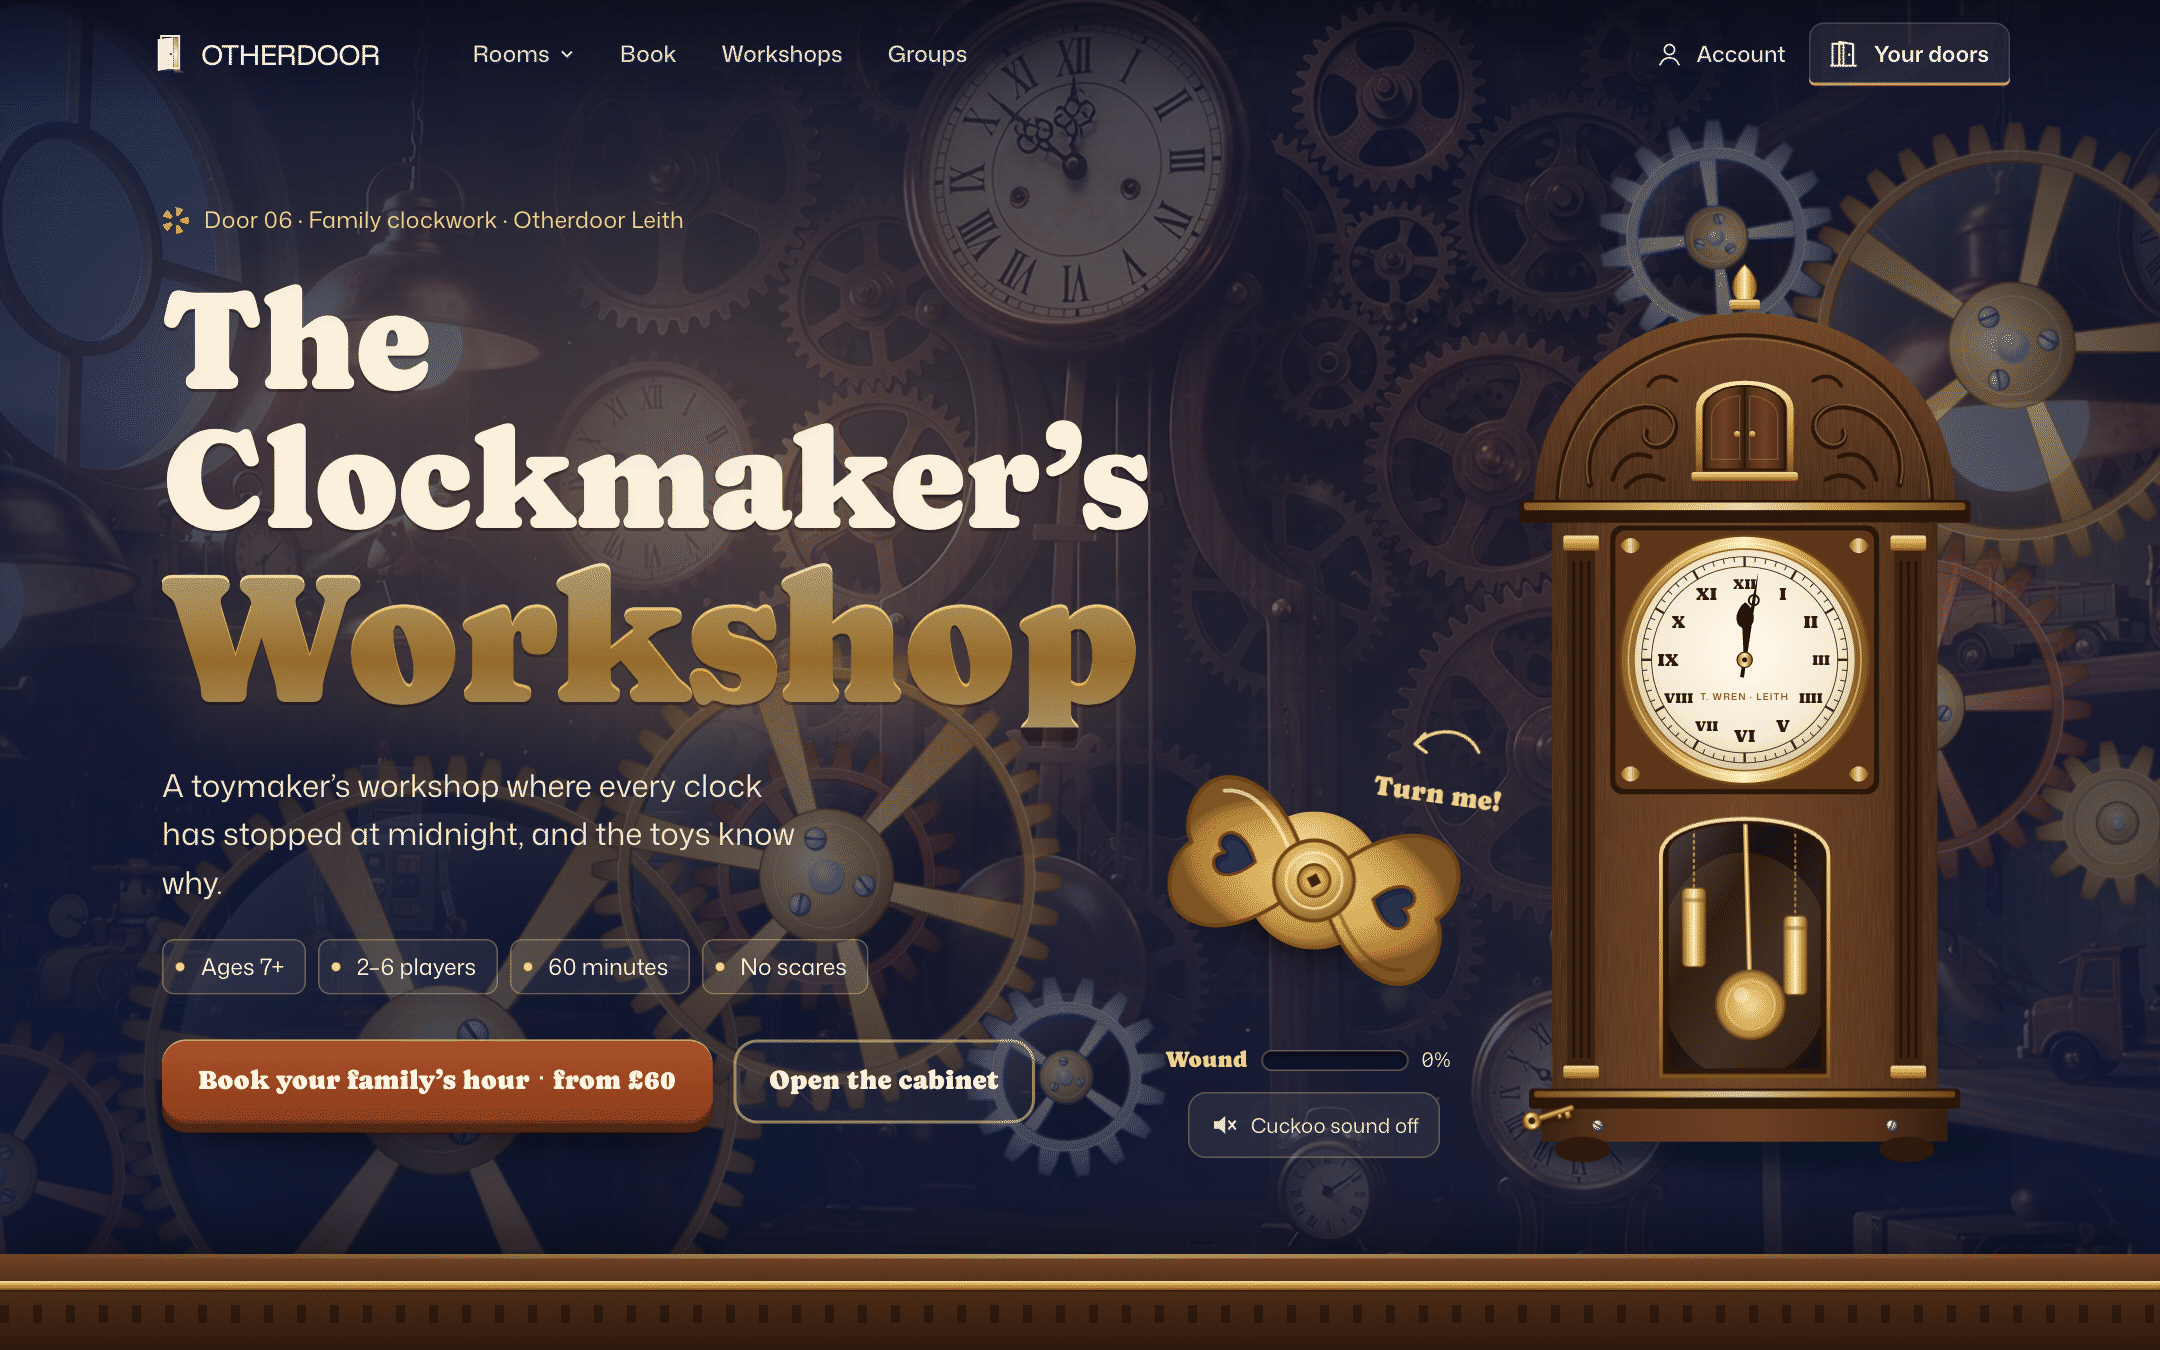 OTHERDOOR
Rooms
Book
Workshops
Groups
Account
Your doors
Door 06 · Family clockwork · Otherdoor Leith
The
Clockmaker’s
Workshop
A toymaker’s workshop where every clock
has stopped at midnight, and the toys know
why.
Ages 7+
2–6 players
60 minutes
No scares
Book your family’s hour · from £60
Open the cabinet
Turn me!
Wound
0%
Cuckoo sound off
XII
I
II
III
IIII
V
VI
VII
VIII
IX
X
XI
T. WREN · LEITH